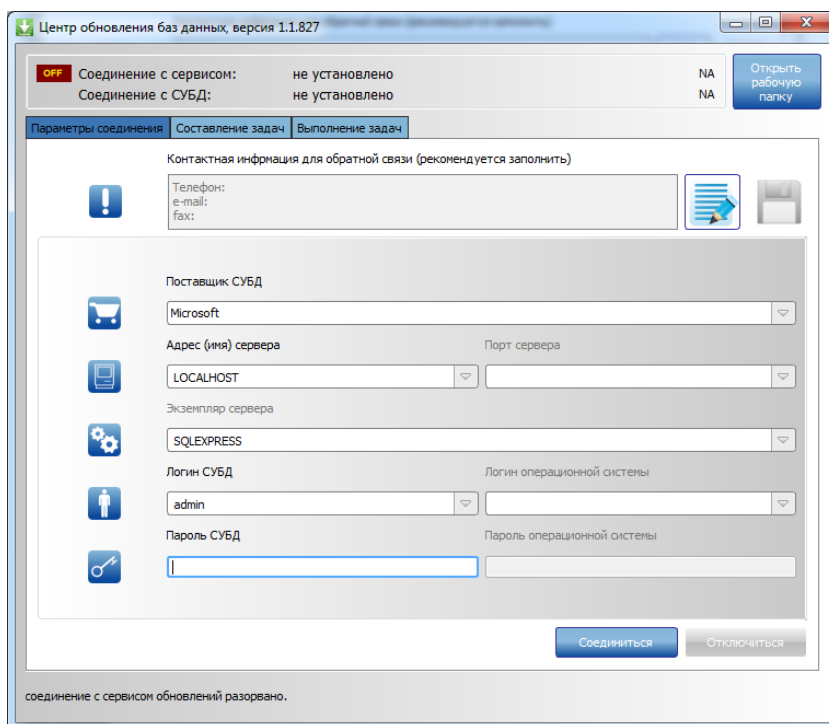 Центр обновления баз данных, версия 1.1.827
OFF Соединение с сервисом: не установлено NA
Соединение с СУБД: не установлено NA
Открыть рабочую папку
Параметры соединения Составление задач Выполнение задач
Контактная инфрмация для обратной связи (рекомендуется заполнить)
Телефон:
e-mail:
fax:
Поставщик СУБД
Microsoft
Адрес (имя) сервера Порт сервера
LOCALHOST
Экземпляр сервера
SQLEXPRESS
Логин СУБД Логин операционной системы
admin
Пароль СУБД Пароль операционной системы
Соединиться Отключиться
соединение с сервисом обновлений разорвано.